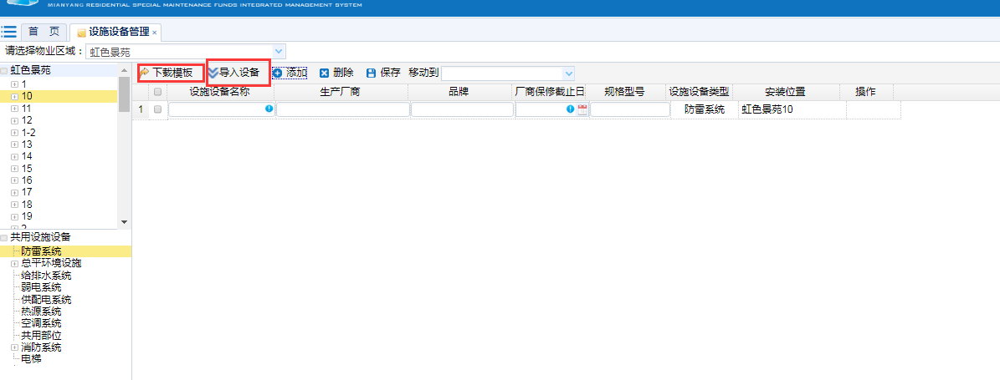 MIANYANG RESIDENTIAL SPECIAL MAINTENANCE FUNDS INTEGRATED MANAGEMENT SYSTEM
首 页 设施设备管理 ×
请选择物业区域： 虹色景苑
虹色景苑
1
10
11
12
1-2
13
14
15
16
17
18
19
2
下载模板 导入设备 添加 删除 保存 移动到
设施设备名称 生产厂商 品牌 厂商保修截止日 规格型号 设施设备类型 安装位置 操作
1 防雷系统 虹色景苑10
共用设施设备
防雷系统
总平环境设施
给排水系统
弱电系统
供配电系统
热源系统
空调系统
共用部位
消防系统
电梯